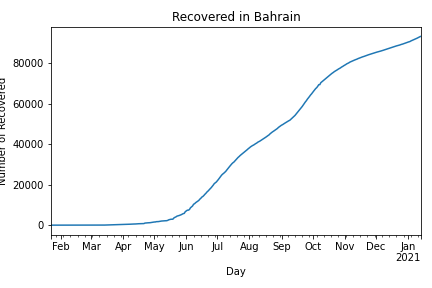 Recovered in Bahrain
Number of Recovered
80000
60000
40000
20000
0
Feb Mar Apr May Jun Jul Aug Sep Oct Nov Dec Jan
2021
Day